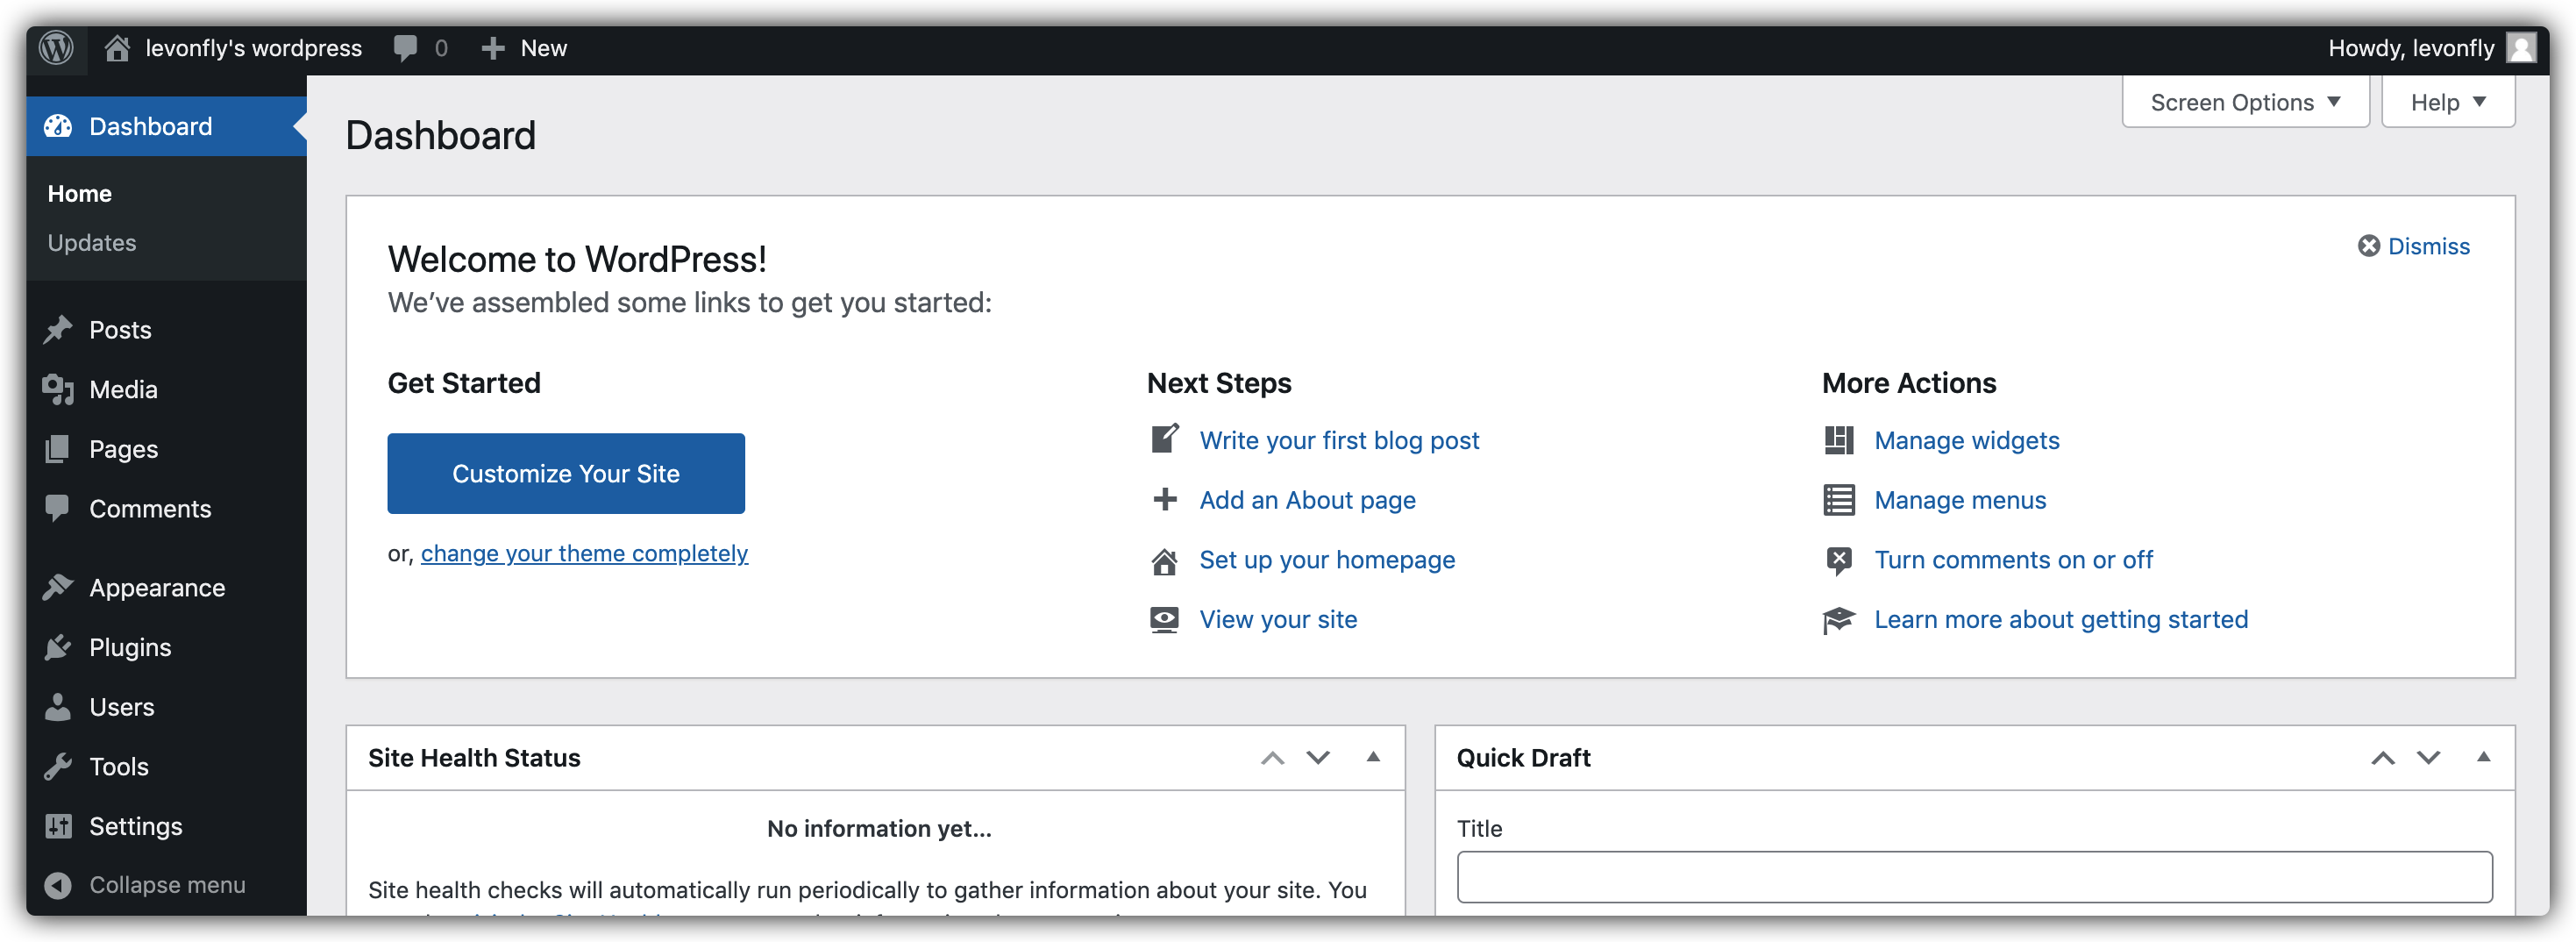 levonfly's wordpress 0 New Howdy, levonfly
Screen Options Help
Dashboard
Home
Updates
Posts
Media
Pages
Comments
Appearance
Plugins
Users
Tools
Settings
Collapse menu
Dashboard
Welcome to WordPress!
Dismiss
We’ve assembled some links to get you started:
Get Started
Customize Your Site
or, change your theme completely
Next Steps
Write your first blog post
Add an About page
Set up your homepage
View your site
More Actions
Manage widgets
Manage menus
Turn comments on or off
Learn more about getting started
Site Health Status
No information yet...
Site health checks will automatically run periodically to gather information about your site. You
Quick Draft
Title